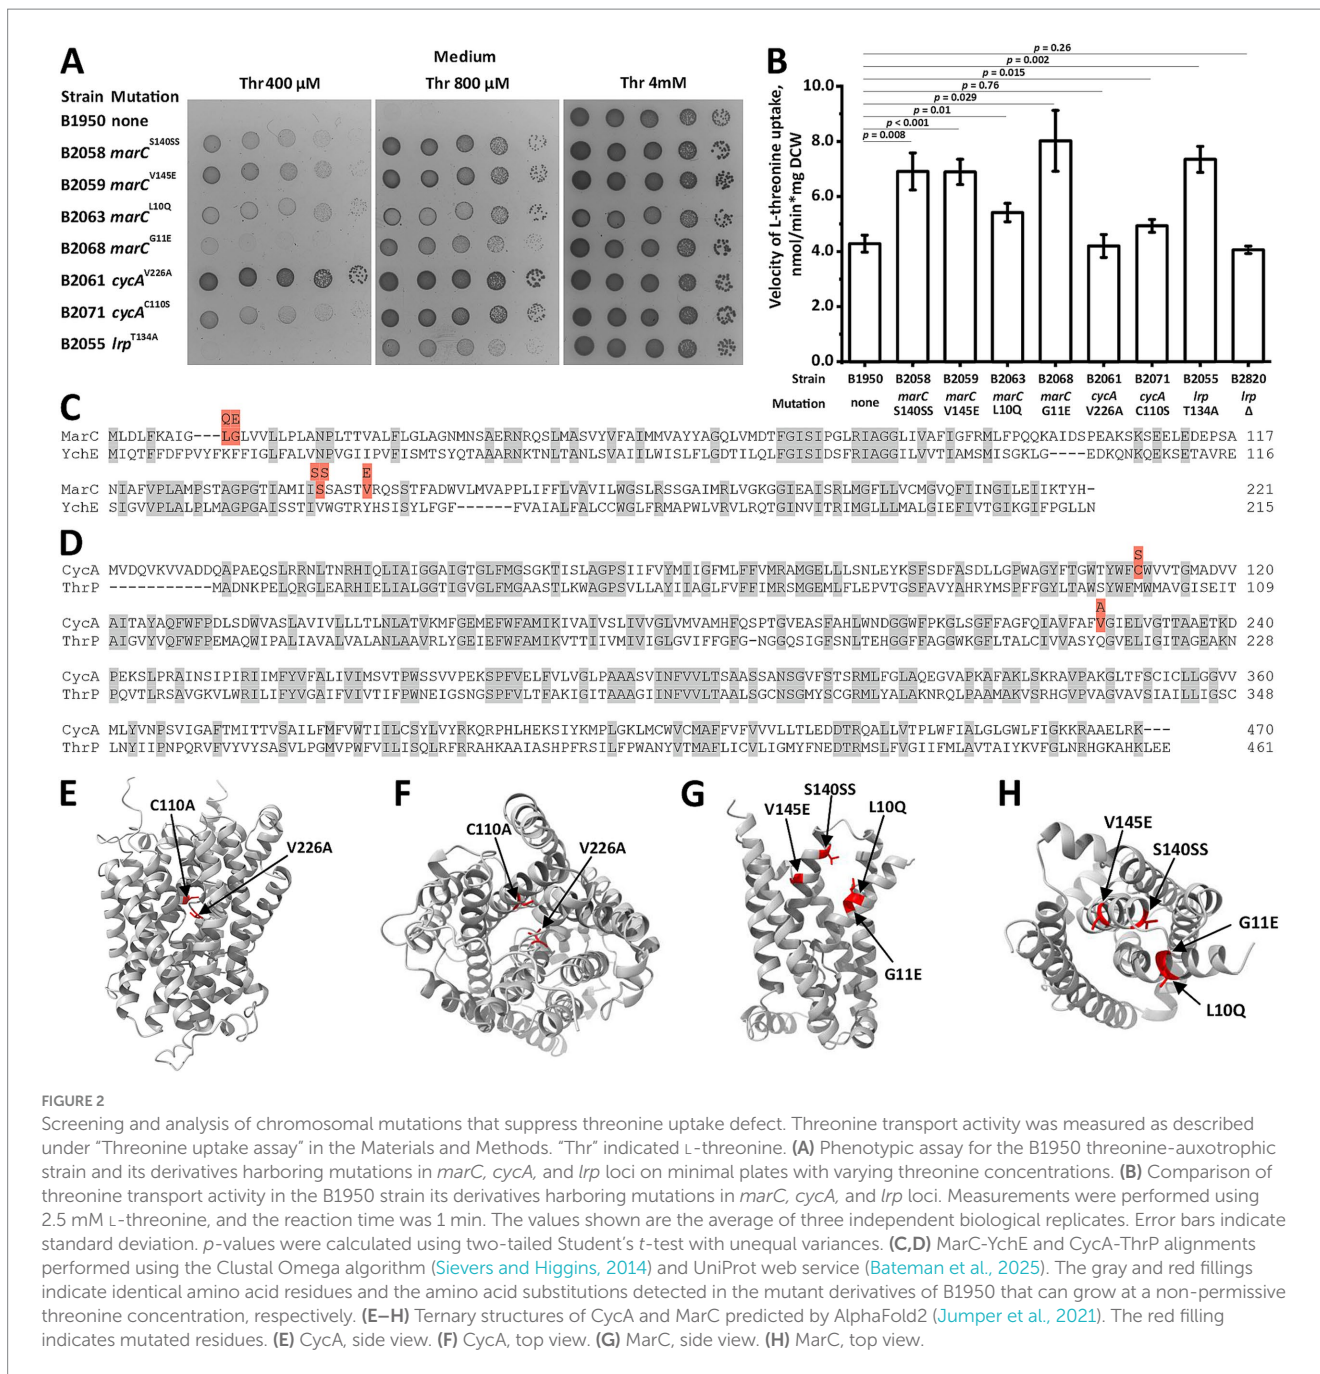 A
Medium
Thr 400 µM
Thr 800 µM
Thr 4mM
Strain Mutation
B1950 none
B2058 marC S140SS
B2059 marC V145E
B2063 marC L10Q
B2068 marC G11E
B2061 cycA V226A
B2071 cycA C110S
B2055 lrp T134A
B
Velocity of L-threonine uptake,
nmol/min*mg DCW
10.0
8.0
6.0
4.0
2.0
0.0
p = 0.26
p = 0.002
p = 0.015
p = 0.76
p = 0.029
p = 0.01
p < 0.001
p = 0.008
Strain B1950 B2058 B2059 B2063 B2068 B2061 B2071 B2055 B2820
Mutation none marC S140SS marC V145E marC L10Q marC G11E cycA V226A cycA C110S lrp T134A lrp Δ
C
QE
MarC MLDLFKAIG---LGLVVLLPLANPLTTVALFLGLAGNMNSAERNRQSLMASVYVFAIMMVAYYAGQLVMDTFGISIPGLRIAGGLIVAFIGFRMLFPQQKAIDSPEAKSKSEELEDEPSA 117
YchE MIQTFFDFPVYFKFFIGLFALVNPVGIIPVFISMTSYQTAAARNKTNLTANLSVAIILWISLFLGDTILQLFGISIDSFRIAGGILVVTIAMSMISGKLG----EDKQNKQEKSETAVRE 116
SS E
MarC NIAFVPLAMPSTAGPGTIAMIISSASTVRQSSTFADWVLMVAPPLIFFLVAVILWGSLRSSGAIMRLVGKGGIEAISRLMGFLLVCMGVQFIINGILEIIKTYH- 221
YchE SIGVVPLALPLMAGPGAISSTIVWGTRYHSISYLFGF------FVAIALFALCCWGLFRMAPWLVRVLRQTGINVITRIMGLLLMALGIEFIVTGIKGIFPGLLN 215
D
S
CycA MVDQVKVVADDQAPAEQSLRRNLTNRHIQLIAIGGAIGTGLFMGSGKTISLAGPSIIFVYMIIGFMLFFVMRAMGELLLSNLEYKSFSDFASDLLGPWAGYFTGWTYWFCWVVTGMADVV 120
ThrP -----------MADNKPELQRGLEARHIELIALGGTIGVGLFMGAASTLKWAGPSVLLAYIIAGLFVFFIMRSMGEMLFLEPVTGSFAVYAHRYMSPFFGYLTAWSYWFMWMAVGISEIT 109
A
CycA AITAYAQFWFPDLSDWVASLAVIVLLLTLNLATVKMFGEMEFWFAMIKIVAIVSLIVVGLVMVAMHFQSPTGVEASFAHLWNDGGWFPKGLSGFFAGFQIAVFAFVGIELVGTTAAETKD 240
ThrP AIGVYVQFWFPEMAQWIPALIAVALVALANLAAVRLYGEIEFWFAMIKVTTIIVMIVIGLGVIFFGFG-NGGQSIGFSNLTEHGGFFAGGWKGFLTALCIVVASYQGVELIGITAGEAKN 228
CycA PEKSLPRAINSIPIRIIMFYVFALIVIMSVTPWSSVVPEKSPFVELFVLVGLPAAASVINFVVLTSAASSANSGVFSTSRMLFGLAQEGVAPKAFAKLSKRAVPAKGLTFSCICLLGGVV 360
ThrP PQVTLRSAVGKVLWRILIFYVGAIFVIVTIFPWNEIGSNGSPFVLTFAKIGITAAAGIINFVVLTAALSGCNSGMYSCGRMLYALAKNRQLPAAMAKVSRHGVPVAGVAVSIAILLIGSC 348
CycA MLYVNPSVIGAFTMITTVSAILFMFVWTIILCSYLVYRKQRPHLHEKSIYKMPLGKLMCWVCMAFFVFVVVLLTLEDDTRQALLVTPLWFIALGLGWLFIGKKRAAELRK--- 470
ThrP LNYIIPNPQRVFVYVYSASVLPGMVPWFVILISQLRFRRAHKAAIASHPFRSILFPWANYVTMAFLICVLIGMYFNEDTRMSLFVGIIFMLAVTAIYKVFGLNRHGKAHKLEE 461
E
C110A
V226A
F
C110A
V226A
G
S140SS
V145E
L10Q
G11E
H
V145E
S140SS
G11E
L10Q
FIGURE 2
Screening and analysis of chromosomal mutations that suppress threonine uptake defect. Threonine transport activity was measured as described
under “Threonine uptake assay” in the Materials and Methods. “Thr” indicated L-threonine. (A) Phenotypic assay for the B1950 threonine-auxotrophic
strain and its derivatives harboring mutations in marC, cycA, and lrp loci on minimal plates with varying threonine concentrations. (B) Comparison of
threonine transport activity in the B1950 strain its derivatives harboring mutations in marC, cycA, and lrp loci. Measurements were performed using
2.5 mM L-threonine, and the reaction time was 1 min. The values shown are the average of three independent biological replicates. Error bars indicate
standard deviation. p-values were calculated using two-tailed Student’s t-test with unequal variances. (C,D) MarC-YchE and CycA-ThrP alignments
performed using the Clustal Omega algorithm (Sievers and Higgins, 2014) and UniProt web service (Bateman et al., 2025). The gray and red fillings
indicate identical amino acid residues and the amino acid substitutions detected in the mutant derivatives of B1950 that can grow at a non-permissive
threonine concentration, respectively. (E–H) Ternary structures of CycA and MarC predicted by AlphaFold2 (Jumper et al., 2021). The red filling
indicates mutated residues. (E) CycA, side view. (F) CycA, top view. (G) MarC, side view. (H) MarC, top view.